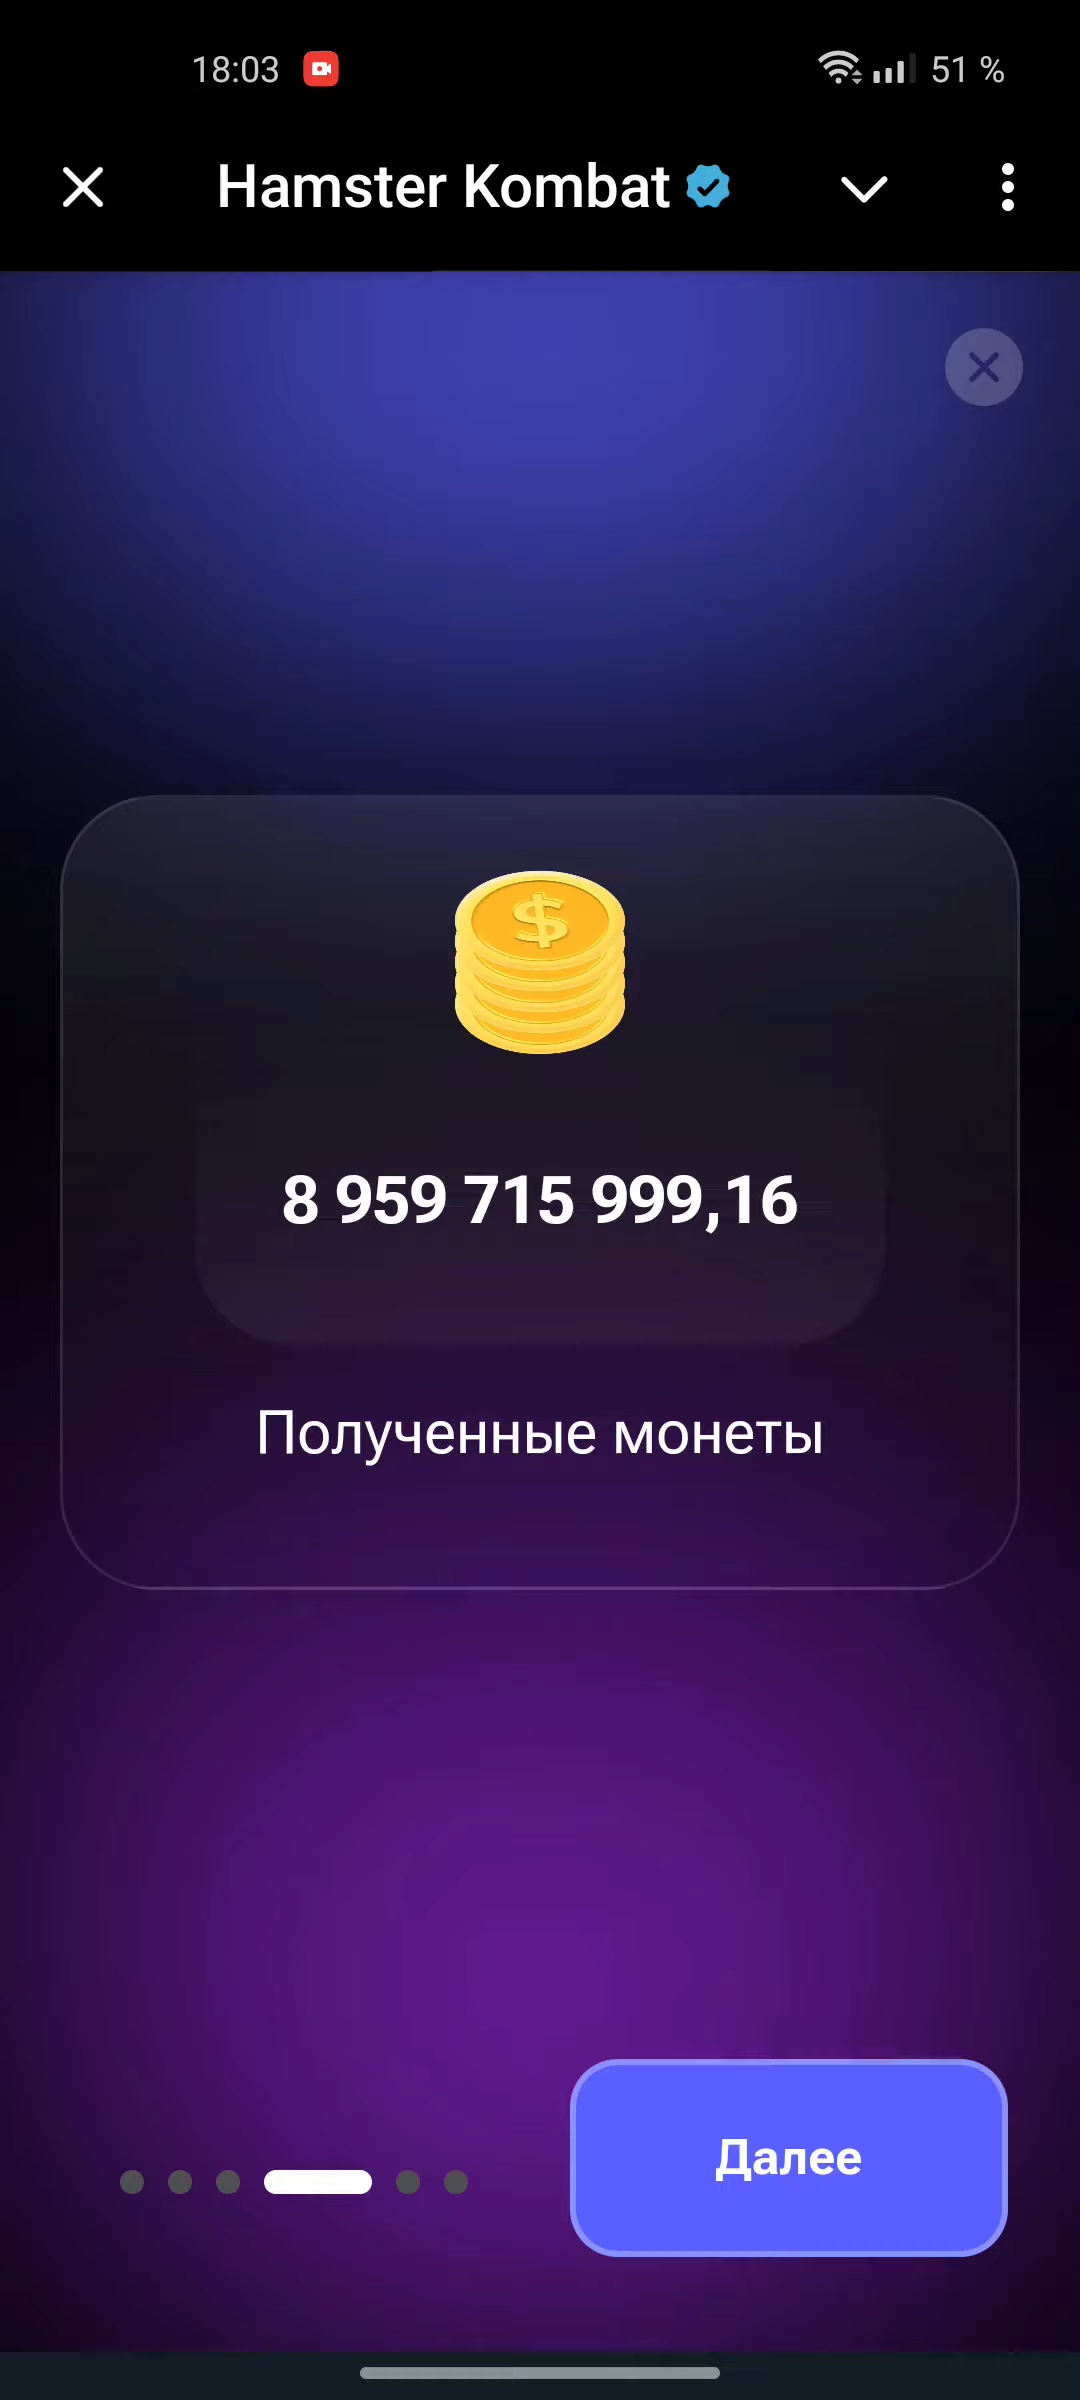 18:03
51 %
Hamster Kombat
$
8 959 715 999,16
Полученные монеты
Далее